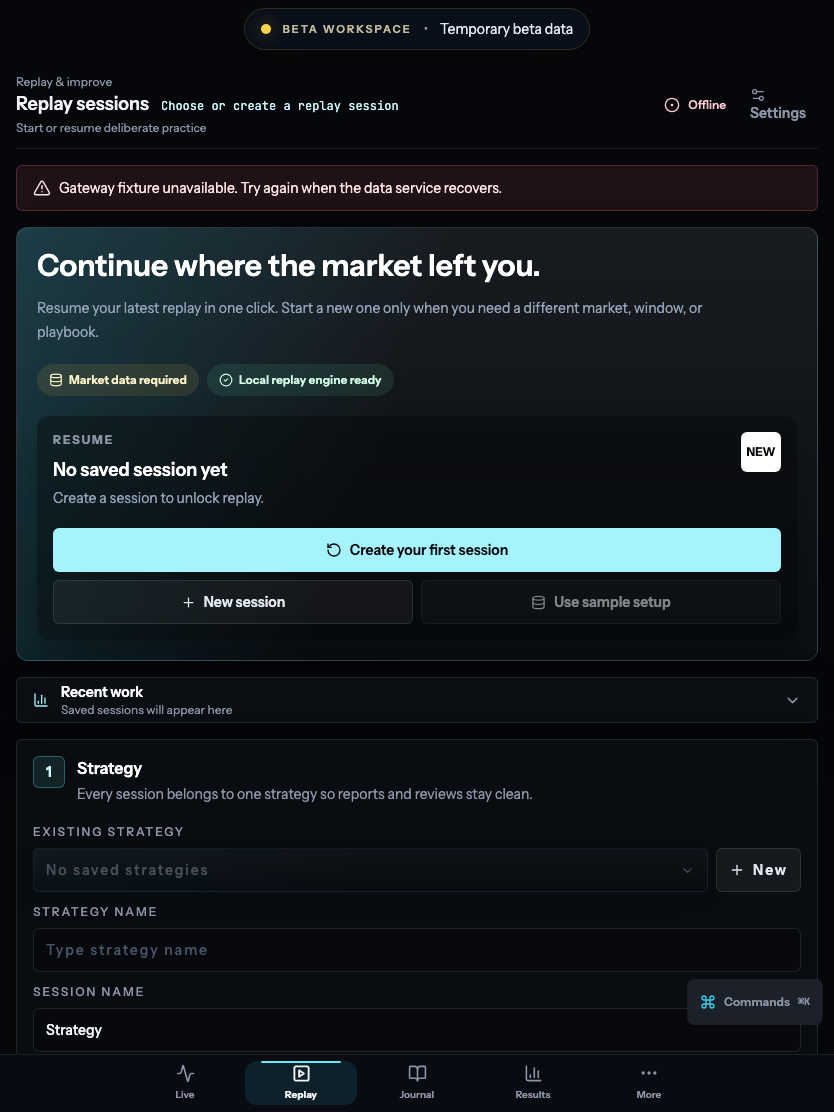 BETA WORKSPACE · Temporary beta data
Replay & improve
Replay sessions Choose or create a replay session
Start or resume deliberate practice
Offline
Settings
Gateway fixture unavailable. Try again when the data service recovers.
Continue where the market left you.
Resume your latest replay in one click. Start a new one only when you need a different market, window, or
playbook.
Market data required
Local replay engine ready
RESUME
No saved session yet
Create a session to unlock replay.
NEW
Create your first session
New session
Use sample setup
Recent work
Saved sessions will appear here
1
Strategy
Every session belongs to one strategy so reports and reviews stay clean.
EXISTING STRATEGY
No saved strategies
New
STRATEGY NAME
Type strategy name
SESSION NAME
Strategy
Commands ⌘K
Live
Replay
Journal
Results
More